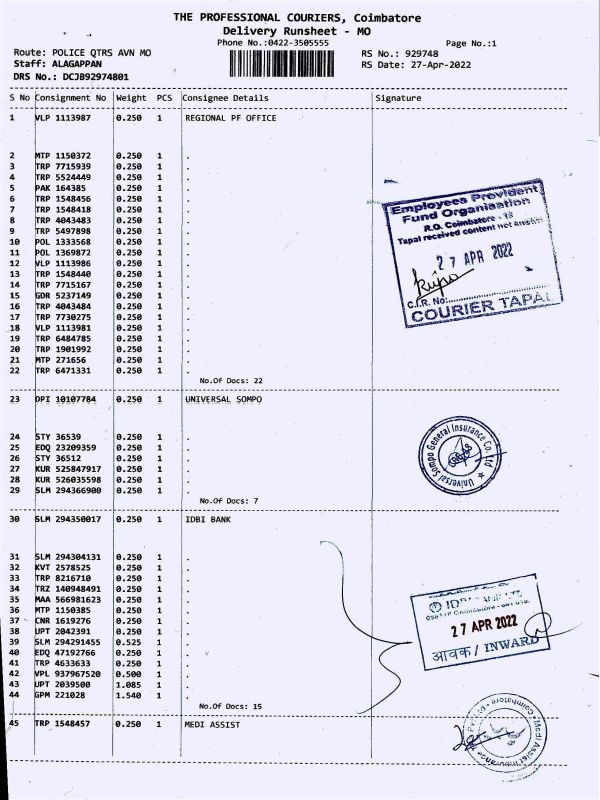 THE PROFESSIONAL COURIERS, Coimbatore
Delivery Runsheet - MO
Phone No.:0422-3505555
Page No.:1
Route: POLICE QTRS AVN MO
RS No.: 929748
Staff: ALAGAPPAN
RS Date: 27-Apr-2022
DRS No.: DCJB92974801
S No Consignment No Weight PCS Consignee Details Signature
1 VLP 1113987 0.250 1 REGIONAL PF OFFICE
2 MTP 1150372 0.250 1 .
3 TRP 7715939 0.250 1 .
4 TRP 5524449 0.250 1 .
5 PAK 164385 0.250 1 .
6 TRP 1548456 0.250 1 .
7 TRP 1548418 0.250 1 .
8 TRP 4043483 0.250 1 .
9 TRP 5497898 0.250 1 .
10 POL 1333568 0.250 1 .
11 POL 1369872 0.250 1 .
12 VLP 1113986 0.250 1 .
13 TRP 1548440 0.250 1 .
14 TRP 7715167 0.250 1 .
15 GDR 5237149 0.250 1 .
16 TRP 4043484 0.250 1 .
17 TRP 7730275 0.250 1 .
18 VLP 1113981 0.250 1 .
19 TRP 6484785 0.250 1 .
20 TRP 1901992 0.250 1 .
21 MTP 271656 0.250 1 .
22 TRP 6471331 0.250 1 .
No.Of Docs: 22
Employees Provident
Fund Organisation
R.O. Coimbatore - 18
Tapal received content not
27 APR 2022
C.I.R. No:
COURIER TAPAL
23 DPI 10107784 0.250 1 UNIVERSAL SOMPO
24 STY 36539 0.250 1 .
25 EDQ 23209359 0.250 1 .
26 STY 36512 0.250 1 .
27 KUR 525847917 0.250 1 .
28 KUR 526035598 0.250 1 .
29 SLM 294366900 0.250 1 .
No.Of Docs: 7
Universal Sompo General Insurance Co. Ltd
30 SLM 294350017 0.250 1 IDBI BANK
31 SLM 294304131 0.250 1 .
32 KVT 2578525 0.250 1 .
33 TRP 8216710 0.250 1 .
34 TRZ 140948491 0.250 1 .
35 MAA 566981623 0.250 1 .
36 MTP 1150385 0.250 1 .
37 CNR 1619276 0.250 1 .
38 UPT 2042391 0.250 1 .
39 SLM 294291455 0.525 1 .
40 EDQ 47192766 0.250 1 .
41 TRP 4633633 0.250 1 .
42 VPL 937967520 0.500 1 .
43 UPT 2039500 1.085 1 .
44 GPM 221028 1.540 1 .
No.Of Docs: 15
27 APR 2022
आवक / INWARD
45 TRP 1548457 0.250 1 MEDI ASSIST